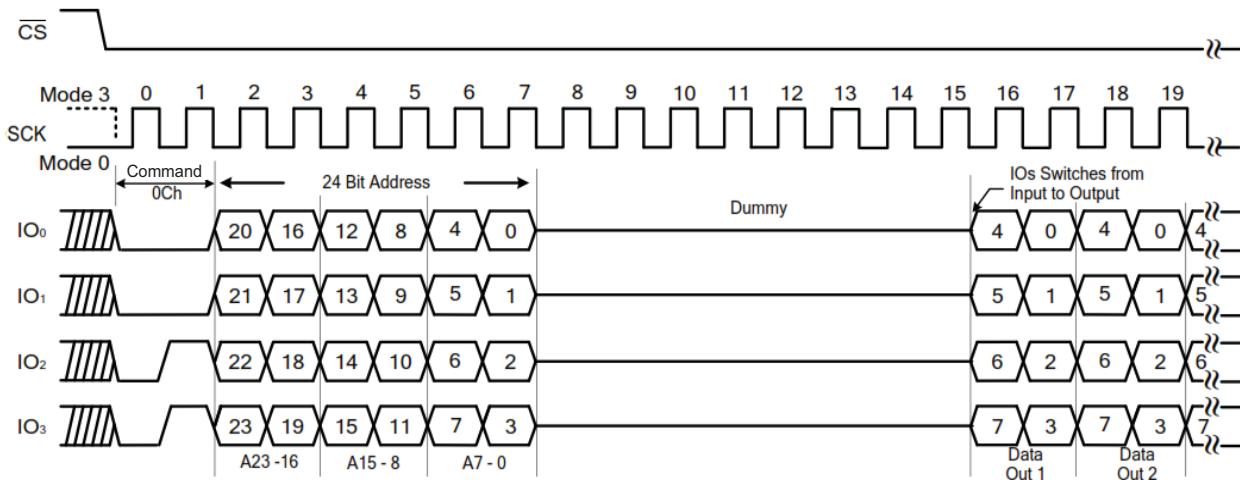 CS
Mode 3 0 1 2 3 4 5 6 7 8 9 10 11 12 13 14 15 16 17 18 19
SCK
Mode 0
Command
0Ch
24 Bit Address
Dummy
IOs Switches from
Input to Output
IO₀ 20 16 12 8 4 0 4 0 4 0 4
IO₁ 21 17 13 9 5 1 5 1 5 1 5
IO₂ 22 18 14 10 6 2 6 2 6 2 6
IO₃ 23 19 15 11 7 3 7 3 7 3 7
A23 -16 A15 - 8 A7 - 0
Data
Out 1
Data
Out 2